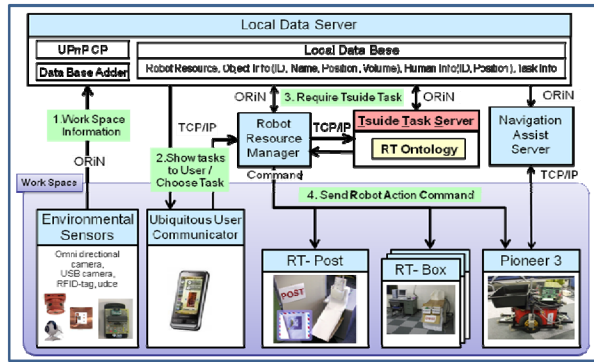 Local Data Server
UPnP CP
Data Base Adder
Local Data Base
Robot Resource, Object Info(ID, Name, Position, Volume), Human Info(ID, Position), Task Info
ORiN
3. Require Tsuide Task
ORiN
ORiN
1.Work Space
Information
ORiN
TCP/IP
2.Show tasks
to User /
Choose Task
Robot
Resource
Manager
TCP/IP
Tsuide Task Server
RT Ontology
Navigation
Assist
Server
Command
TCP/IP
Work Space
4. Send Robot Action Command
Environmental
Sensors
Omni directional
camera,
USB camera,
RFID-tag, udce
Ubiquitous User
Communicator
RT- Post
POST
RT- Box
Pioneer 3